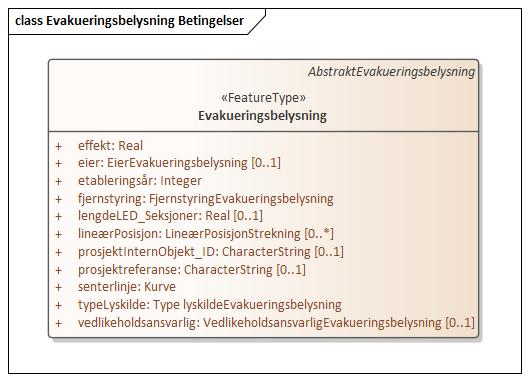 class Evakueringsbelysning Betingelser
AbstraktEvakueringsbelysning
«FeatureType»
Evakueringsbelysning
+ effekt: Real
+ eier: EierEvakueringsbelysning [0..1]
+ etableringsår: Integer
+ fjernstyring: FjernstyringEvakueringsbelysning
+ lengdeLED_Seksjoner: Real [0..1]
+ lineærPosisjon: LineærPosisjonStrekning [0..*]
+ prosjektInternObjekt_ID: CharacterString [0..1]
+ prosjektreferanse: CharacterString [0..1]
+ senterlinje: Kurve
+ typeLyskilde: Type lyskildeEvakueringsbelysning
+ vedlikeholdsansvarlig: VedlikeholdsansvarligEvakueringsbelysning [0..1]